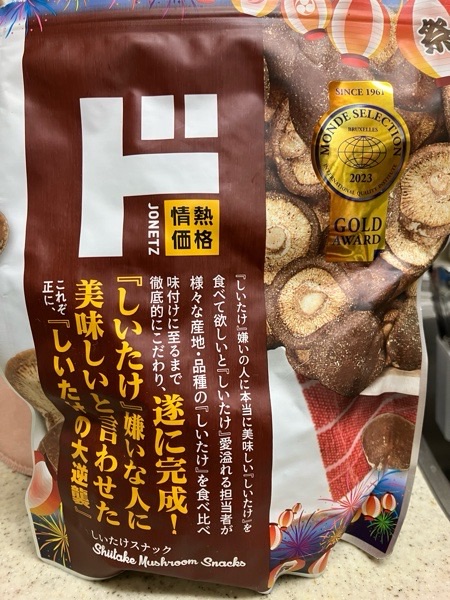 祭
SINCE 1961
MONDE SELECTION
BRUXELLES
2023
INTERNATIONAL QUALITY
GOLD
AWARD
ド
JONETZ
情熱
価格
『しいたけ』嫌いの人に本当に美味しい『しいたけ』を
食べて欲しいと『しいたけ』愛溢れる担当者が
様々な産地・品種の『しいたけ』を食べ比べ
味付けに至るまで
徹底的にこだわり、遂に完成!
『しいたけ』嫌いな人に
美味しいと言わせた
これぞ
正に、『しいたけの大逆襲』
しいたけスナック
Shiitake Mushroom Snacks